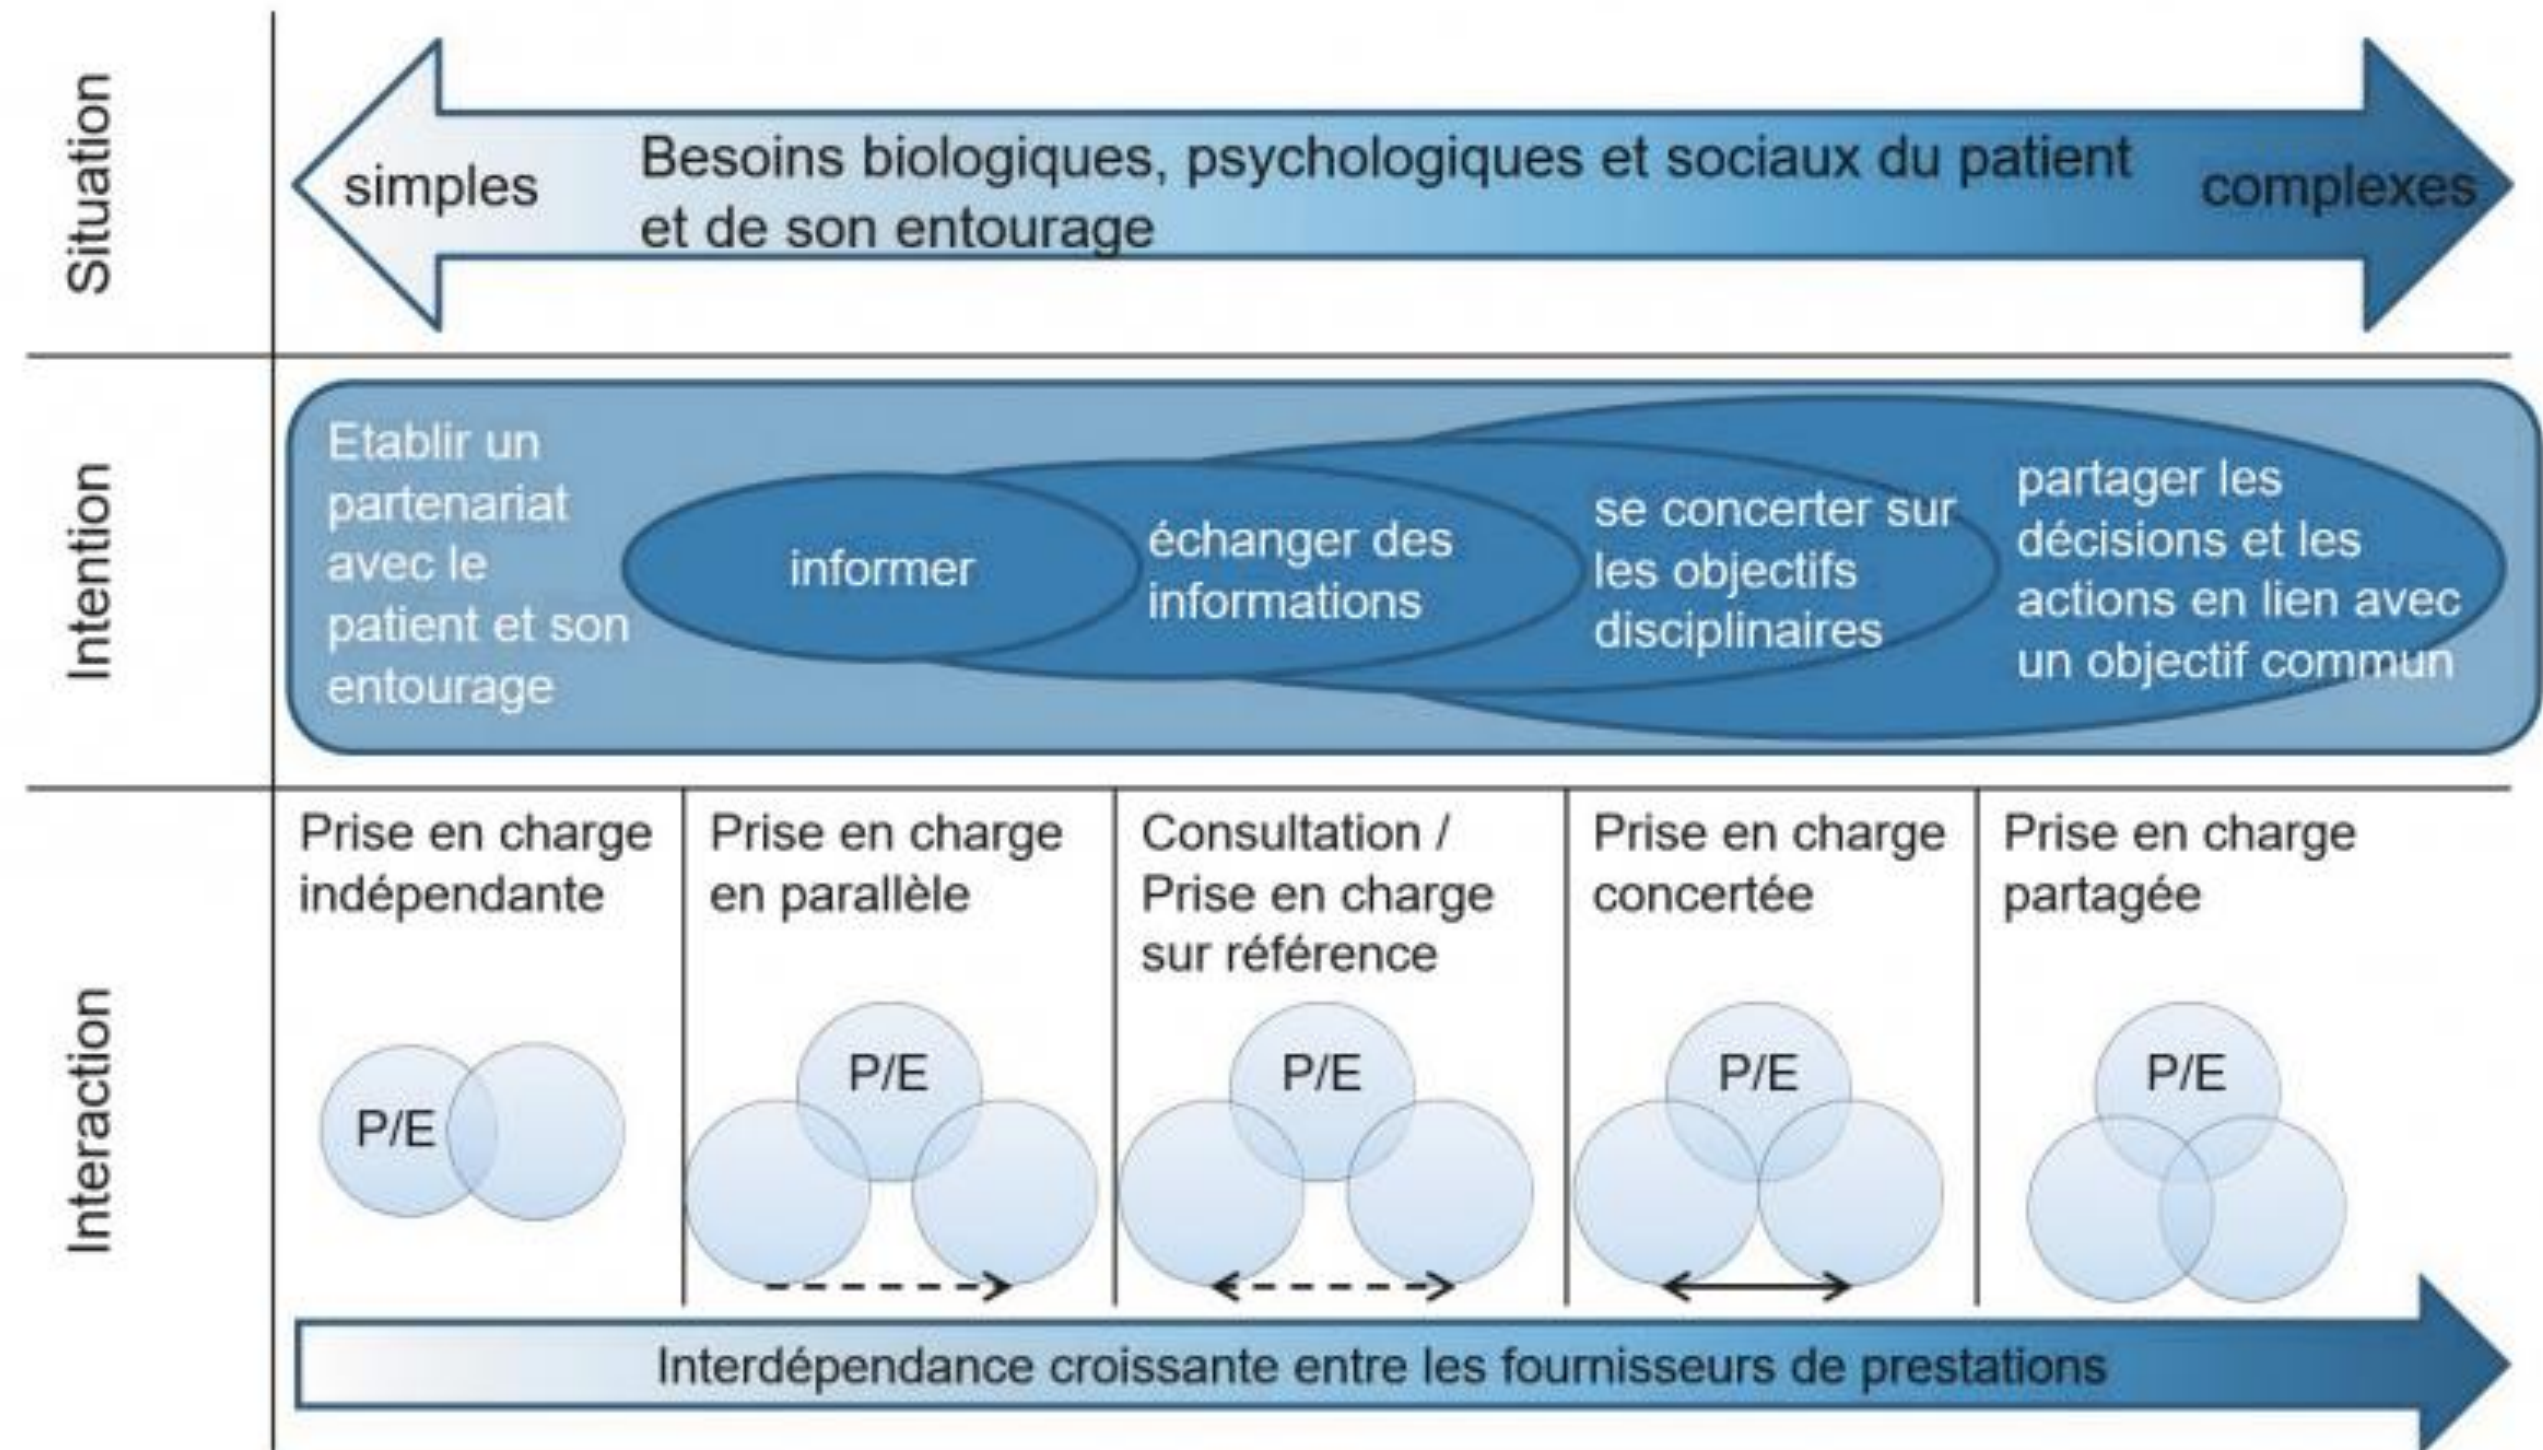 Situation
simples
Besoins biologiques, psychologiques et sociaux du patient
et de son entourage
complexes
Intention
Etablir un
partenariat
avec le
patient et son
entourage
informer
échanger des
informations
se concerter sur
les objectifs
disciplinaires
partager les
décisions et les
actions en lien avec
un objectif commun
Interaction
Prise en charge
indépendante
P/E
Prise en charge
en parallèle
P/E
Consultation /
Prise en charge
sur référence
P/E
Prise en charge
concertée
P/E
Prise en charge
partagée
P/E
Interdépendance croissante entre les fournisseurs de prestations